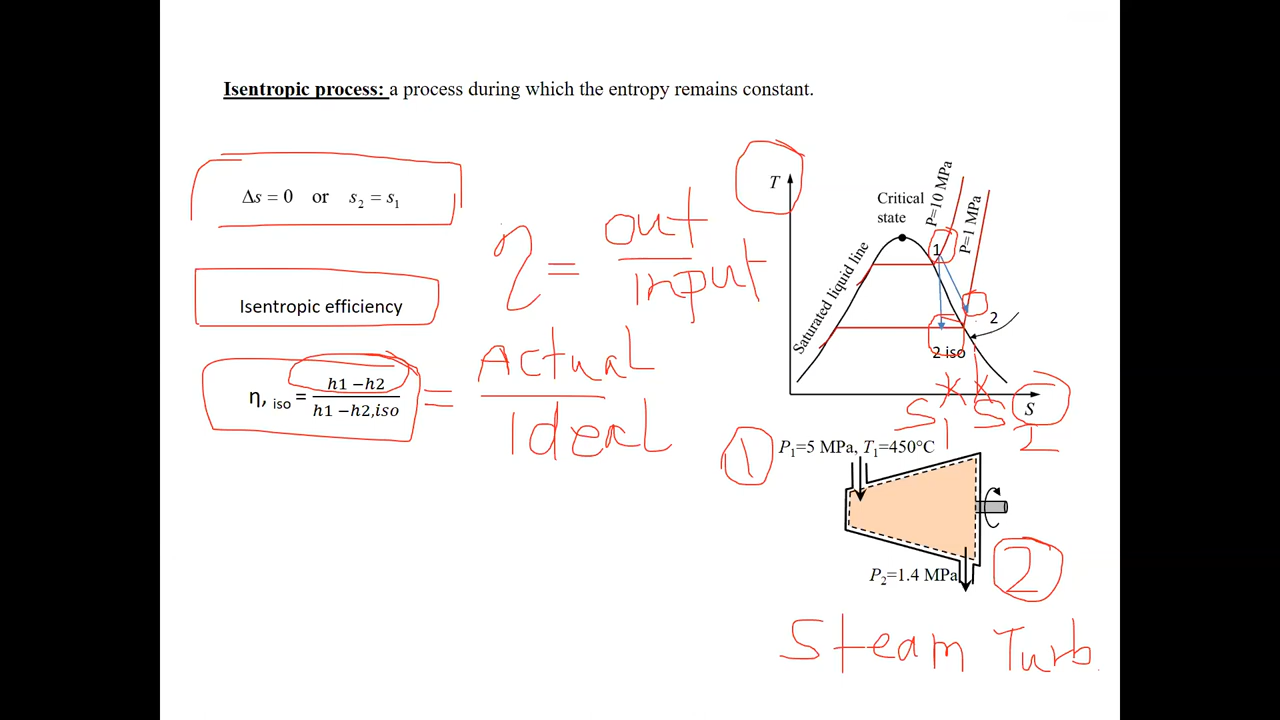 Isentropic process: a process during which the entropy remains constant.
Δs = 0 or s₂ = s₁
Isentropic efficiency
η, iso = h1 –h2 / h1 –h2,iso
= Actual / Ideal
η = out / input
T
Critical state
P=10 MPa
P=1 MPa
Saturated liquid line
1
2
2 iso
S
S1
S2
1
P₁=5 MPa, T₁=450°C
P₂=1.4 MPa
2
Steam Turb.